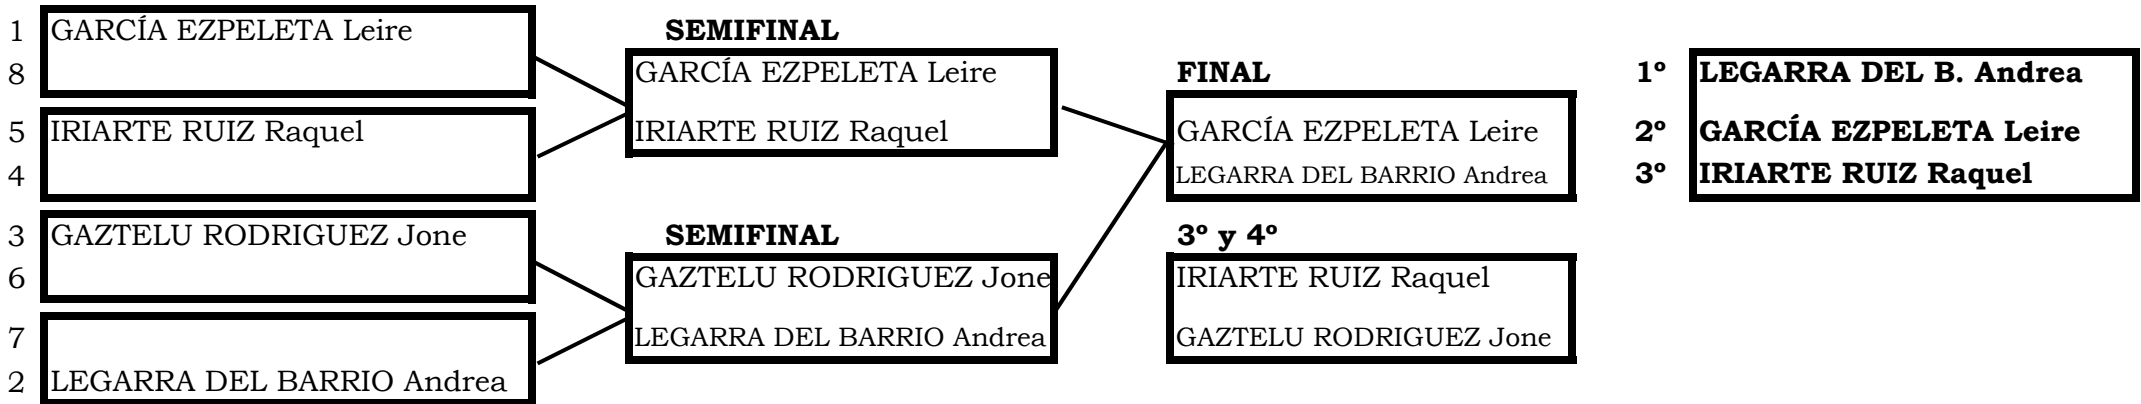 1 GARCÍA EZPELETA Leire
8
5 IRIARTE RUIZ Raquel
4
3 GAZTELU RODRIGUEZ Jone
6
7
2 LEGARRA DEL BARRIO Andrea
SEMIFINAL
GARCÍA EZPELETA Leire
IRIARTE RUIZ Raquel
SEMIFINAL
GAZTELU RODRIGUEZ Jone
LEGARRA DEL BARRIO Andrea
FINAL
GARCÍA EZPELETA Leire
LEGARRA DEL BARRIO Andrea
3º y 4º
IRIARTE RUIZ Raquel
GAZTELU RODRIGUEZ Jone
1º LEGARRA DEL B. Andrea
2º GARCÍA EZPELETA Leire
3º IRIARTE RUIZ Raquel